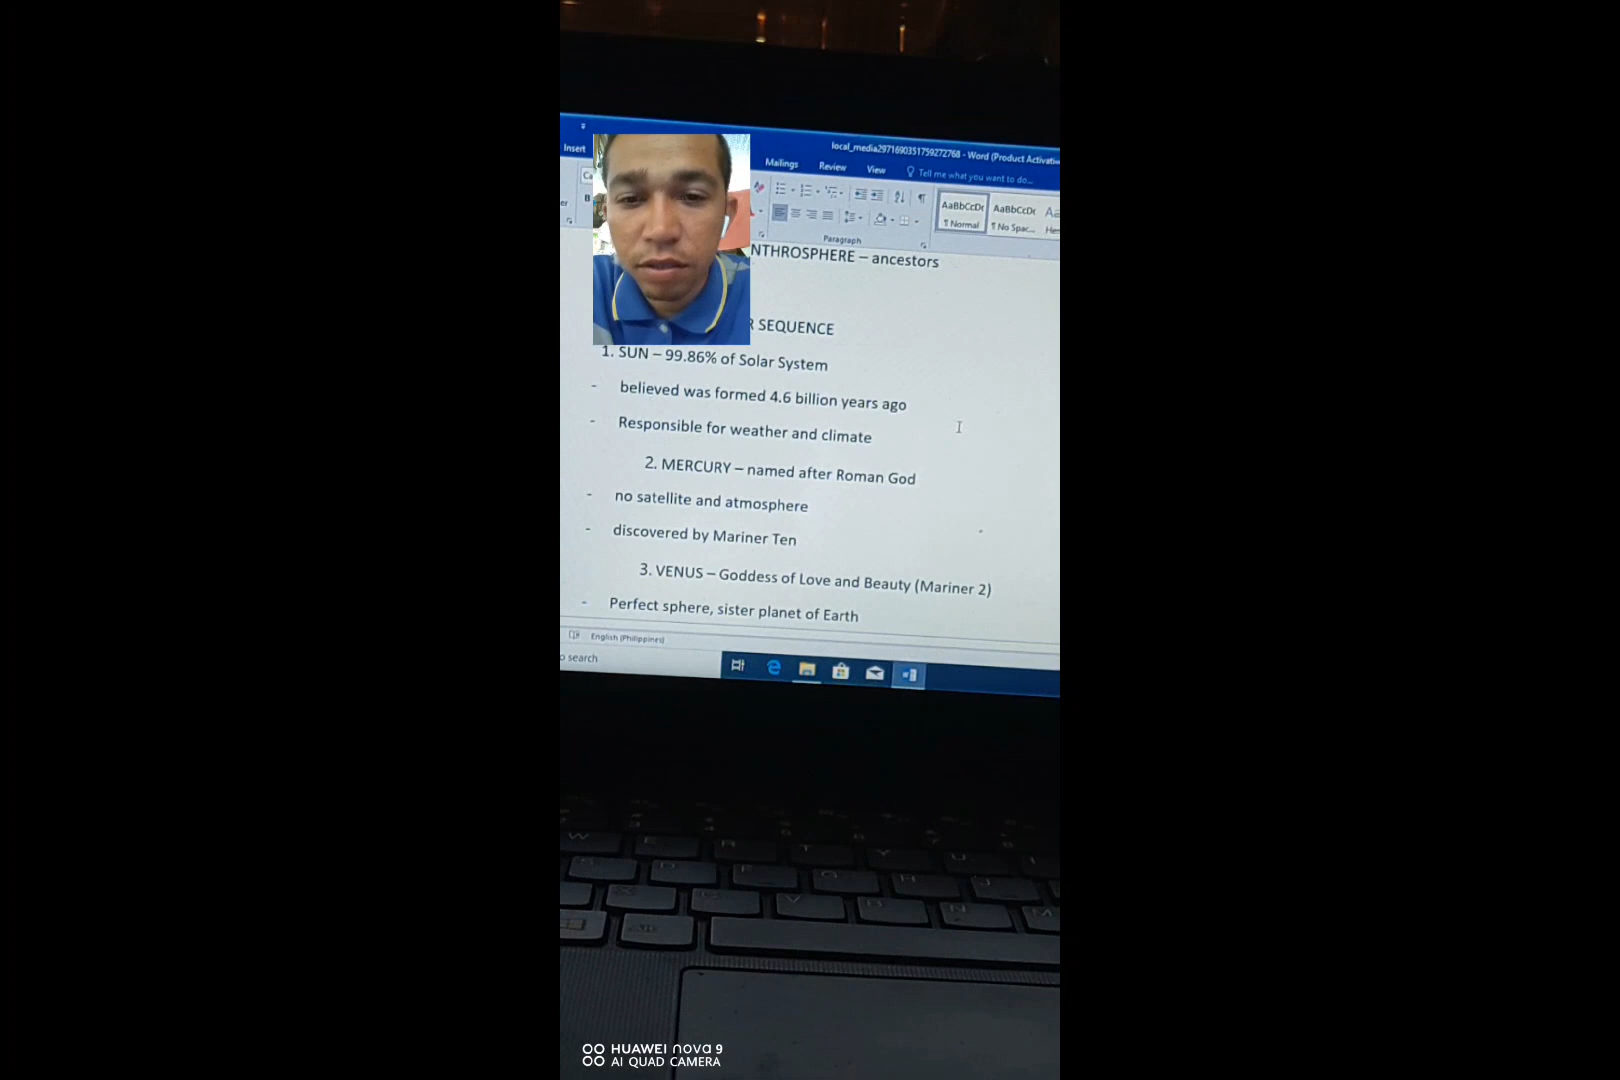 local_media2971690351759272768 - Word (Product Activati
Insert
Mailings
Review
View
Tell me what you want to do...
AaBbCcDc
AaBbCcDc
¶ Normal
¶ No Spac...
Paragraph
NTHROSPHERE – ancestors
R SEQUENCE
1. SUN – 99.86% of Solar System
- believed was formed 4.6 billion years ago
- Responsible for weather and climate
2. MERCURY – named after Roman God
- no satellite and atmosphere
- discovered by Mariner Ten
3. VENUS – Goddess of Love and Beauty (Mariner 2)
- Perfect sphere, sister planet of Earth
English (Philippines)
o search
W E R T Y U I
S D F G H J
X C V B N M
Alt
HUAWEI nova 9
AI QUAD CAMERA